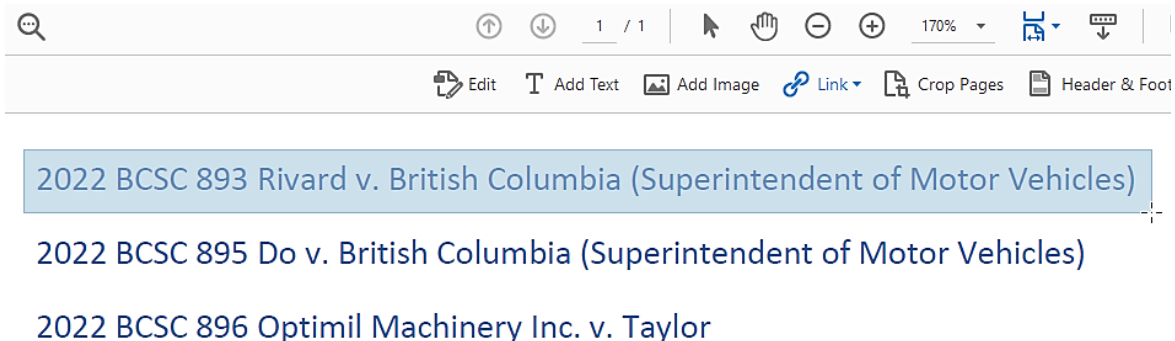 1 / 1 170%
Edit Add Text Add Image Link Crop Pages Header & Foot
2022 BCSC 893 Rivard v. British Columbia (Superintendent of Motor Vehicles)
2022 BCSC 895 Do v. British Columbia (Superintendent of Motor Vehicles)
2022 BCSC 896 Optimil Machinery Inc. v. Taylor